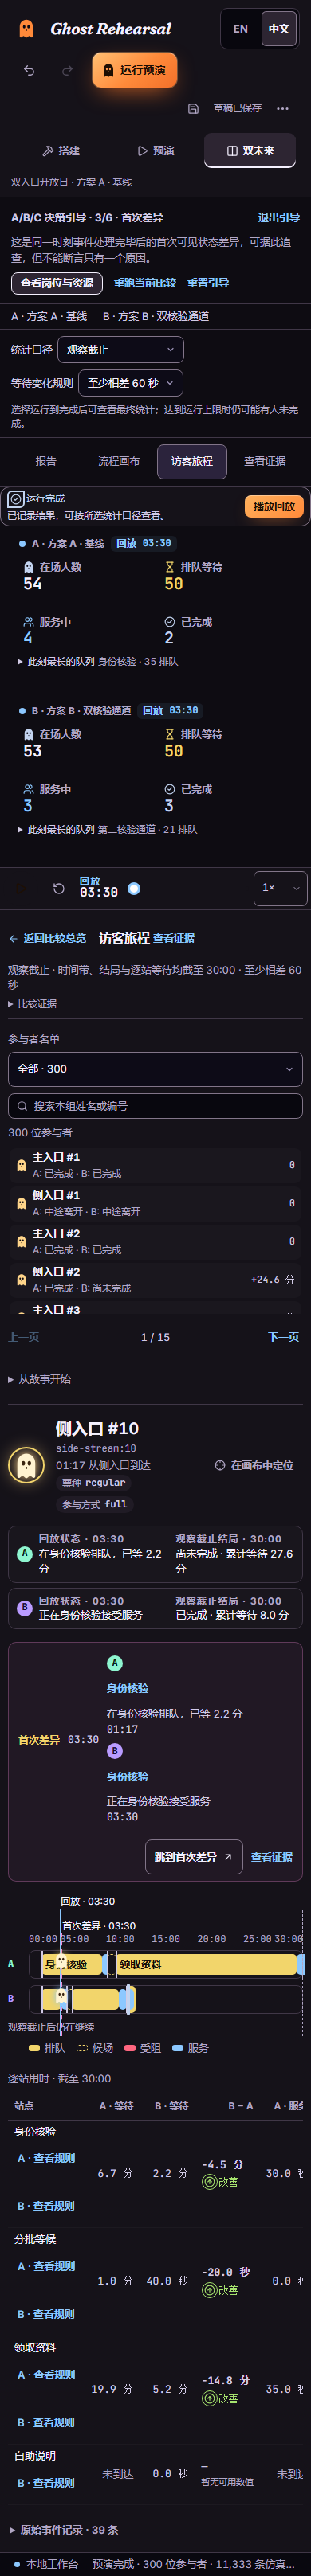 Ghost Rehearsal
EN
中文
运行预演
草稿已保存
搭建
预演
双未来
双入口开放日 · 方案 A · 基线
A/B/C 决策引导 · 3/6 · 首次差异
退出引导
这是同一时刻事件处理完毕后的首次可见状态差异，可据此追
查，但不能断言只有一个原因。
查看岗位与资源
重跑当前比较
重置引导
A · 方案 A · 基线
B · 方案 B · 双核验通道
统计口径
观察截止
等待变化规则
至少相差 60 秒
选择运行到完成后可查看最终统计；达到运行上限时仍可能有人未完
成。
报告
流程画布
访客旅程
查看证据
运行完成
已记录结果，可按所选统计口径查看。
播放回放
A · 方案 A · 基线
回放 03:30
在场人数
54
排队等待
50
服务中
4
已完成
2
此刻最长的队列 身份核验 · 35 排队
B · 方案 B · 双核验通道
回放 03:30
在场人数
53
排队等待
50
服务中
3
已完成
3
此刻最长的队列 第二核验通道 · 21 排队
回放
03:30
1×
返回比较总览
访客旅程
查看证据
观察截止 · 时间带、结局与逐站等待均截至 30:00 · 至少相差 60
秒
比较证据
参与者名单
全部 · 300
搜索本组姓名或编号
300 位参与者
主入口 #1
A: 已完成 · B: 已完成
0
侧入口 #1
A: 中途离开 · B: 中途离开
0
主入口 #2
A: 已完成 · B: 已完成
0
侧入口 #2
A: 已完成 · B: 尚未完成
+24.6 分
主入口 #3
上一页
1 / 15
下一页
从故事开始
侧入口 #10
side-stream:10
01:17 从侧入口到达
票种 regular
参与方式 full
在画布中定位
A
回放状态 · 03:30
在身份核验排队，已等 2.2
分
观察截止结局 · 30:00
尚未完成 · 累计等待 27.6
分
B
回放状态 · 03:30
正在身份核验接受服务
观察截止结局 · 30:00
已完成 · 累计等待 8.0 分
首次差异 03:30
A
身份核验
在身份核验排队，已等 2.2 分
01:17
B
身份核验
正在身份核验接受服务
03:30
跳到首次差异
查看证据
回放 · 03:30
首次差异 · 03:30
00:00 05:00 10:00 15:00 20:00 25:00 30:00
A
身份核验
领取资料
B
观察截止后仍在继续
排队
候场
受阻
服务
逐站用时 · 截至 30:00
站点
A · 等待
B · 等待
B − A
A · 服务
身份核验
A · 查看规则
B · 查看规则
6.7 分
2.2 分
-4.5 分
改善
30.0 秒
分批等候
A · 查看规则
B · 查看规则
1.0 分
40.0 秒
-20.0 秒
改善
0.0 秒
领取资料
A · 查看规则
B · 查看规则
19.9 分
5.2 分
-14.8 分
改善
35.0 秒
自助说明
B · 查看规则
未到达
0.0 秒
—
暂无可用数值
未到达
原始事件记录 · 39 条
本地工作台
预演完成 · 300 位参与者 · 11,333 条仿真...